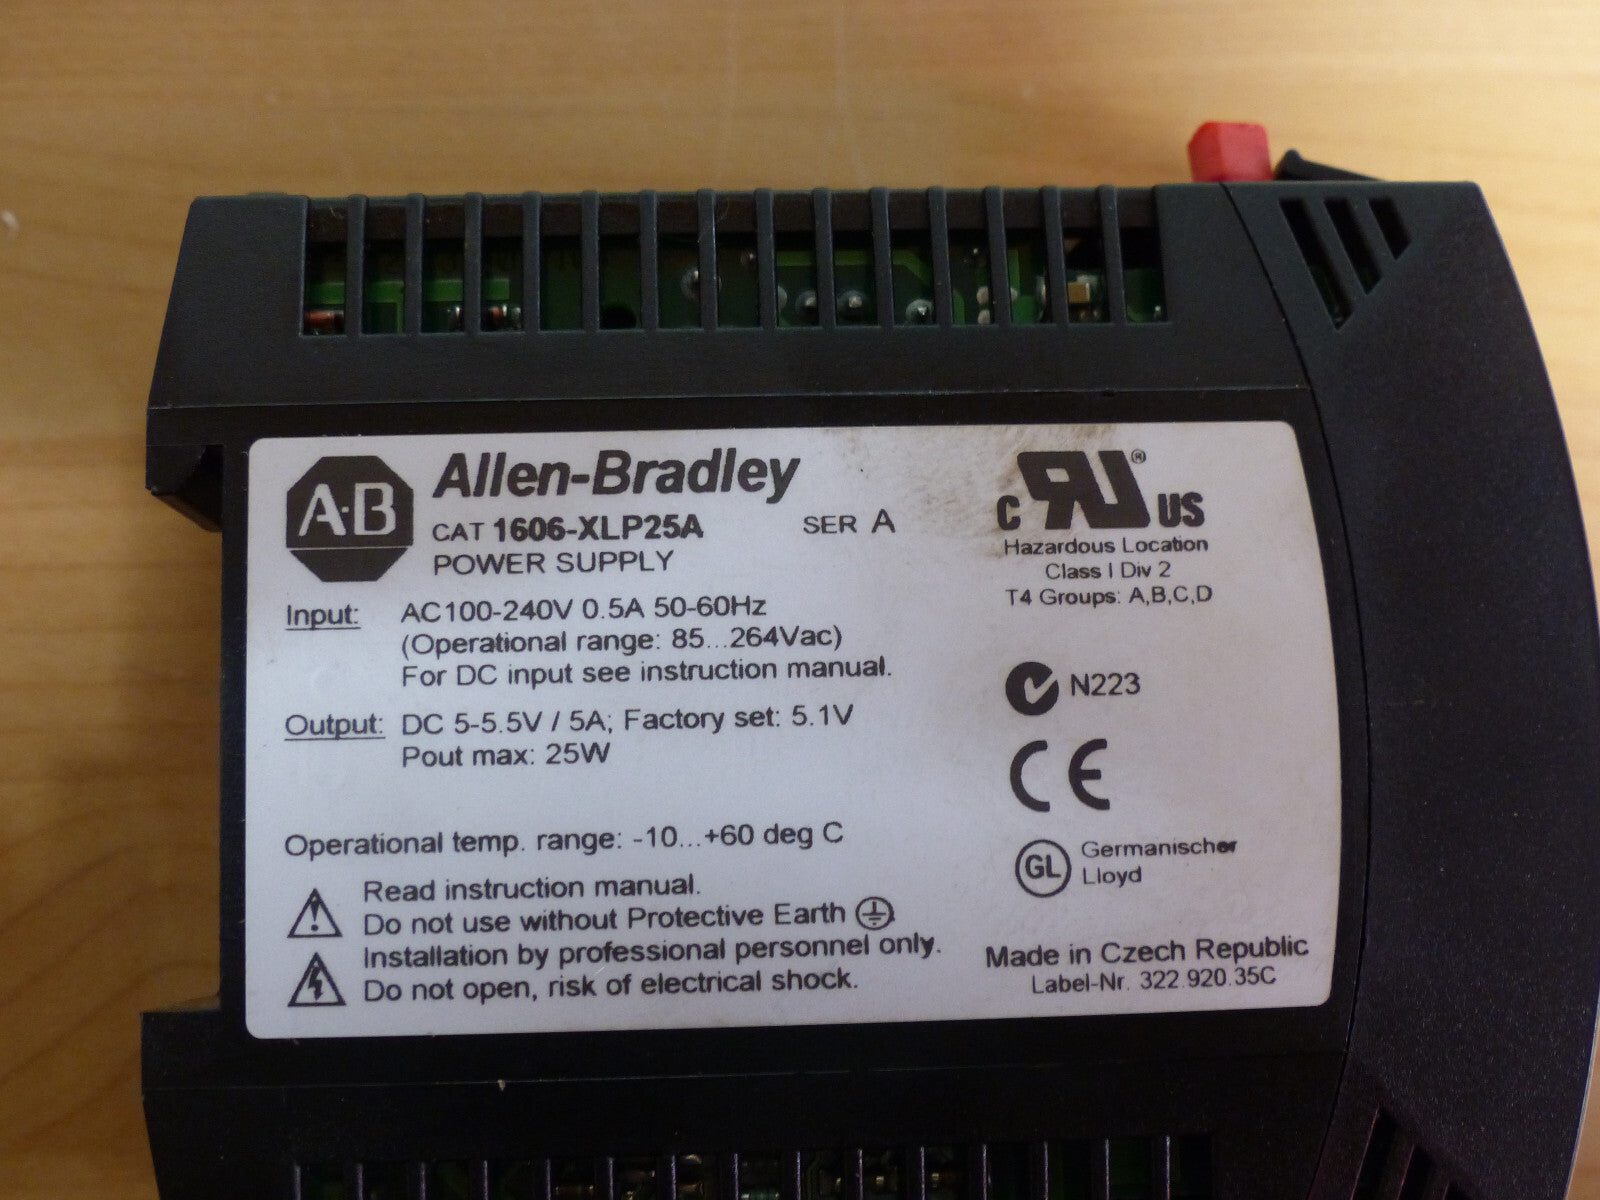 A·B Allen-Bradley
CAT 1606-XLP25A SER A
POWER SUPPLY
Input: AC100-240V 0.5A 50-60Hz
(Operational range: 85...264Vac)
For DC input see instruction manual.
Output: DC 5-5.5V / 5A; Factory set: 5.1V
Pout max: 25W
Operational temp. range: -10...+60 deg C
Read instruction manual.
Do not use without Protective Earth
Installation by professional personnel only.
Do not open, risk of electrical shock.
C RU® US
Hazardous Location
Class I Div 2
T4 Groups: A,B,C,D
N223
CE
GL Germanischer
Lloyd
Made in Czech Republic
Label-Nr. 322.920.35C